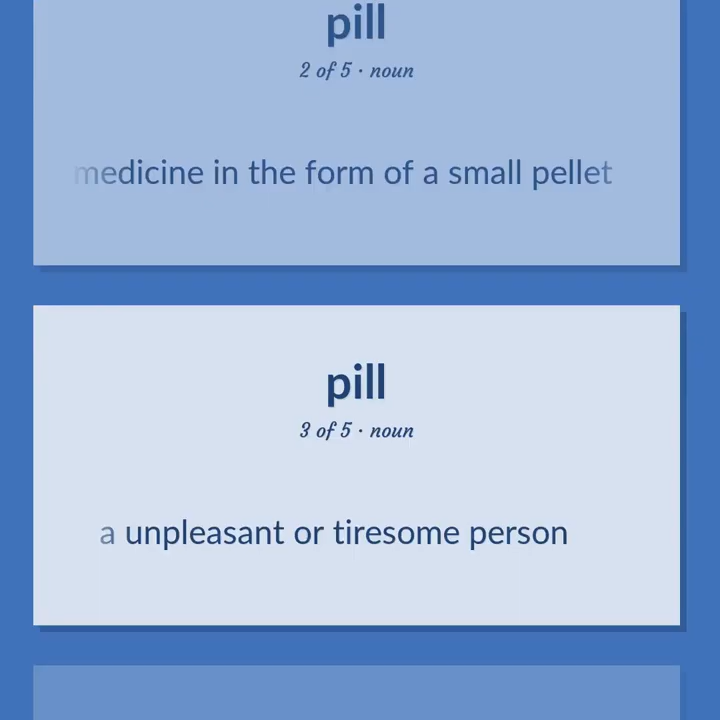 pill
2 of 5 · noun
medicine in the form of a small pellet
pill
3 of 5 · noun
a unpleasant or tiresome person